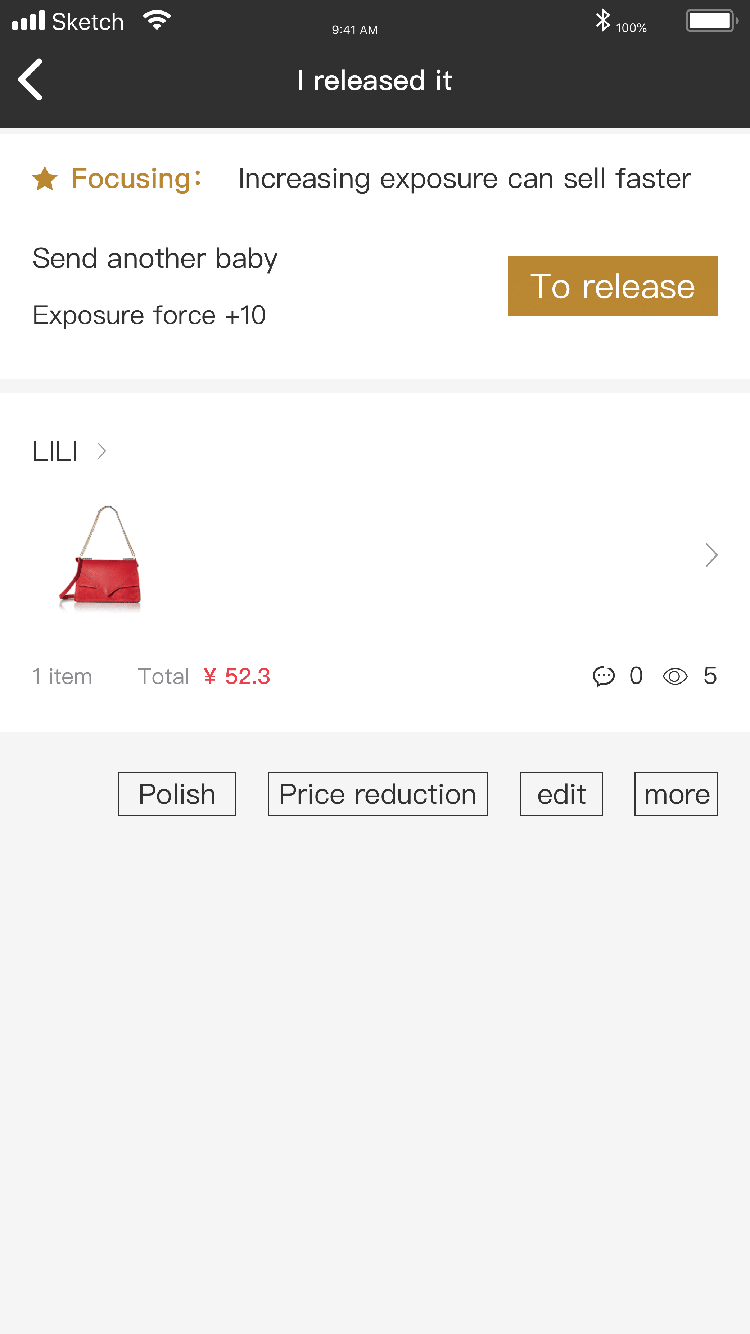 Sketch 9:41 AM 100%
I released it
Focusing: Increasing exposure can sell faster
Send another baby
To release
Exposure force +10
LILI
1 item Total ¥ 52.3 0 5
Polish Price reduction edit more